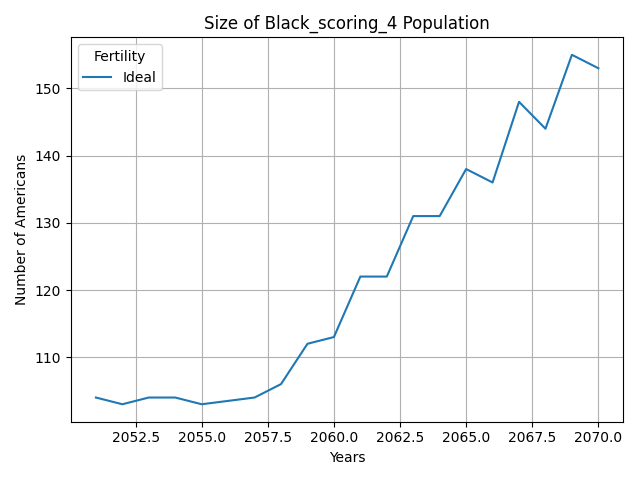 Size of Black_scoring_4 Population
Fertility
Ideal
Number of Americans
150
140
130
120
110
2052.5 2055.0 2057.5 2060.0 2062.5 2065.0 2067.5 2070.0
Years